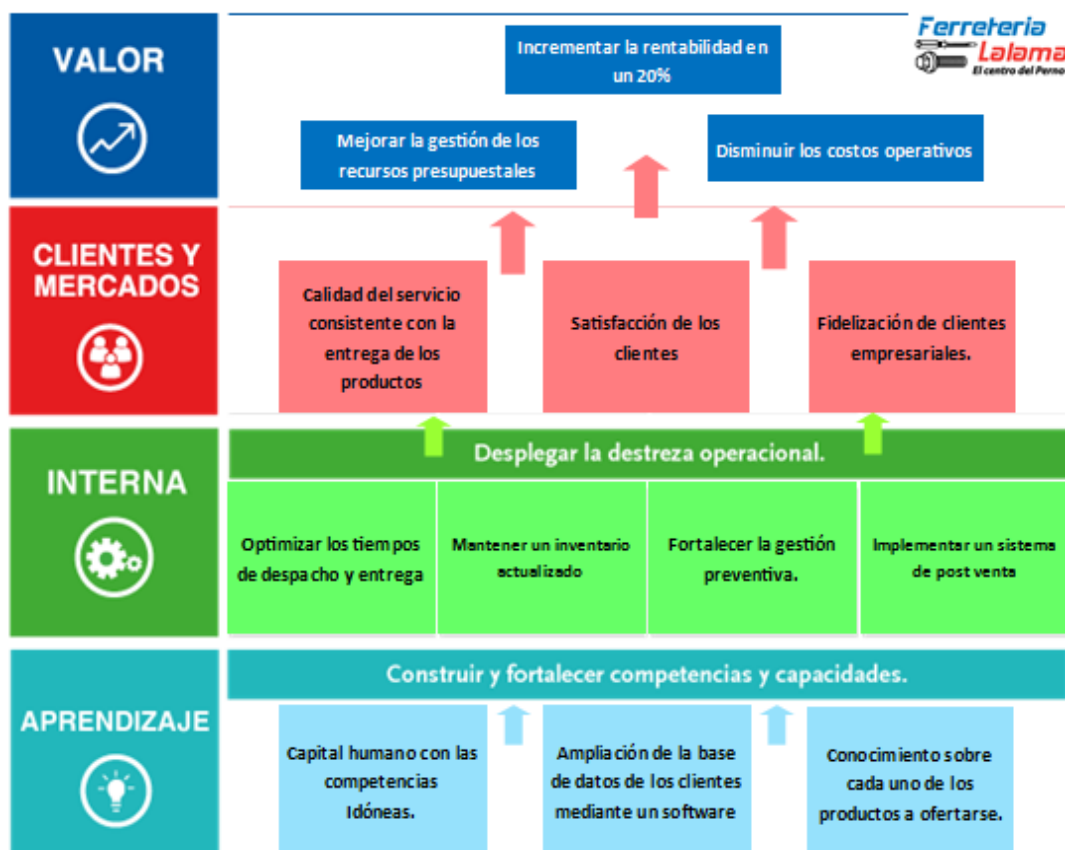 Ferreteria
Lalama
El centro del Perno
VALOR
Incrementar la rentabilidad en
un 20%
Mejorar la gestión de los
recursos presupuestales
Disminuir los costos operativos
CLIENTES Y
MERCADOS
Calidad del servicio
consistente con la
entrega de los
productos
Satisfacción de los
clientes
Fidelización de clientes
empresariales.
INTERNA
Desplegar la destreza operacional.
Optimizar los tiempos
de despacho y entrega
Mantener un inventario
actualizado
Fortalecer la gestión
preventiva.
Implementar un sistema
de post venta
APRENDIZAJE
Construir y fortalecer competencias y capacidades.
Capital humano con las
competencias
Idóneas.
Ampliación de la base
de datos de los clientes
mediante un software
Conocimiento sobre
cada uno de los
productos a ofertarse.